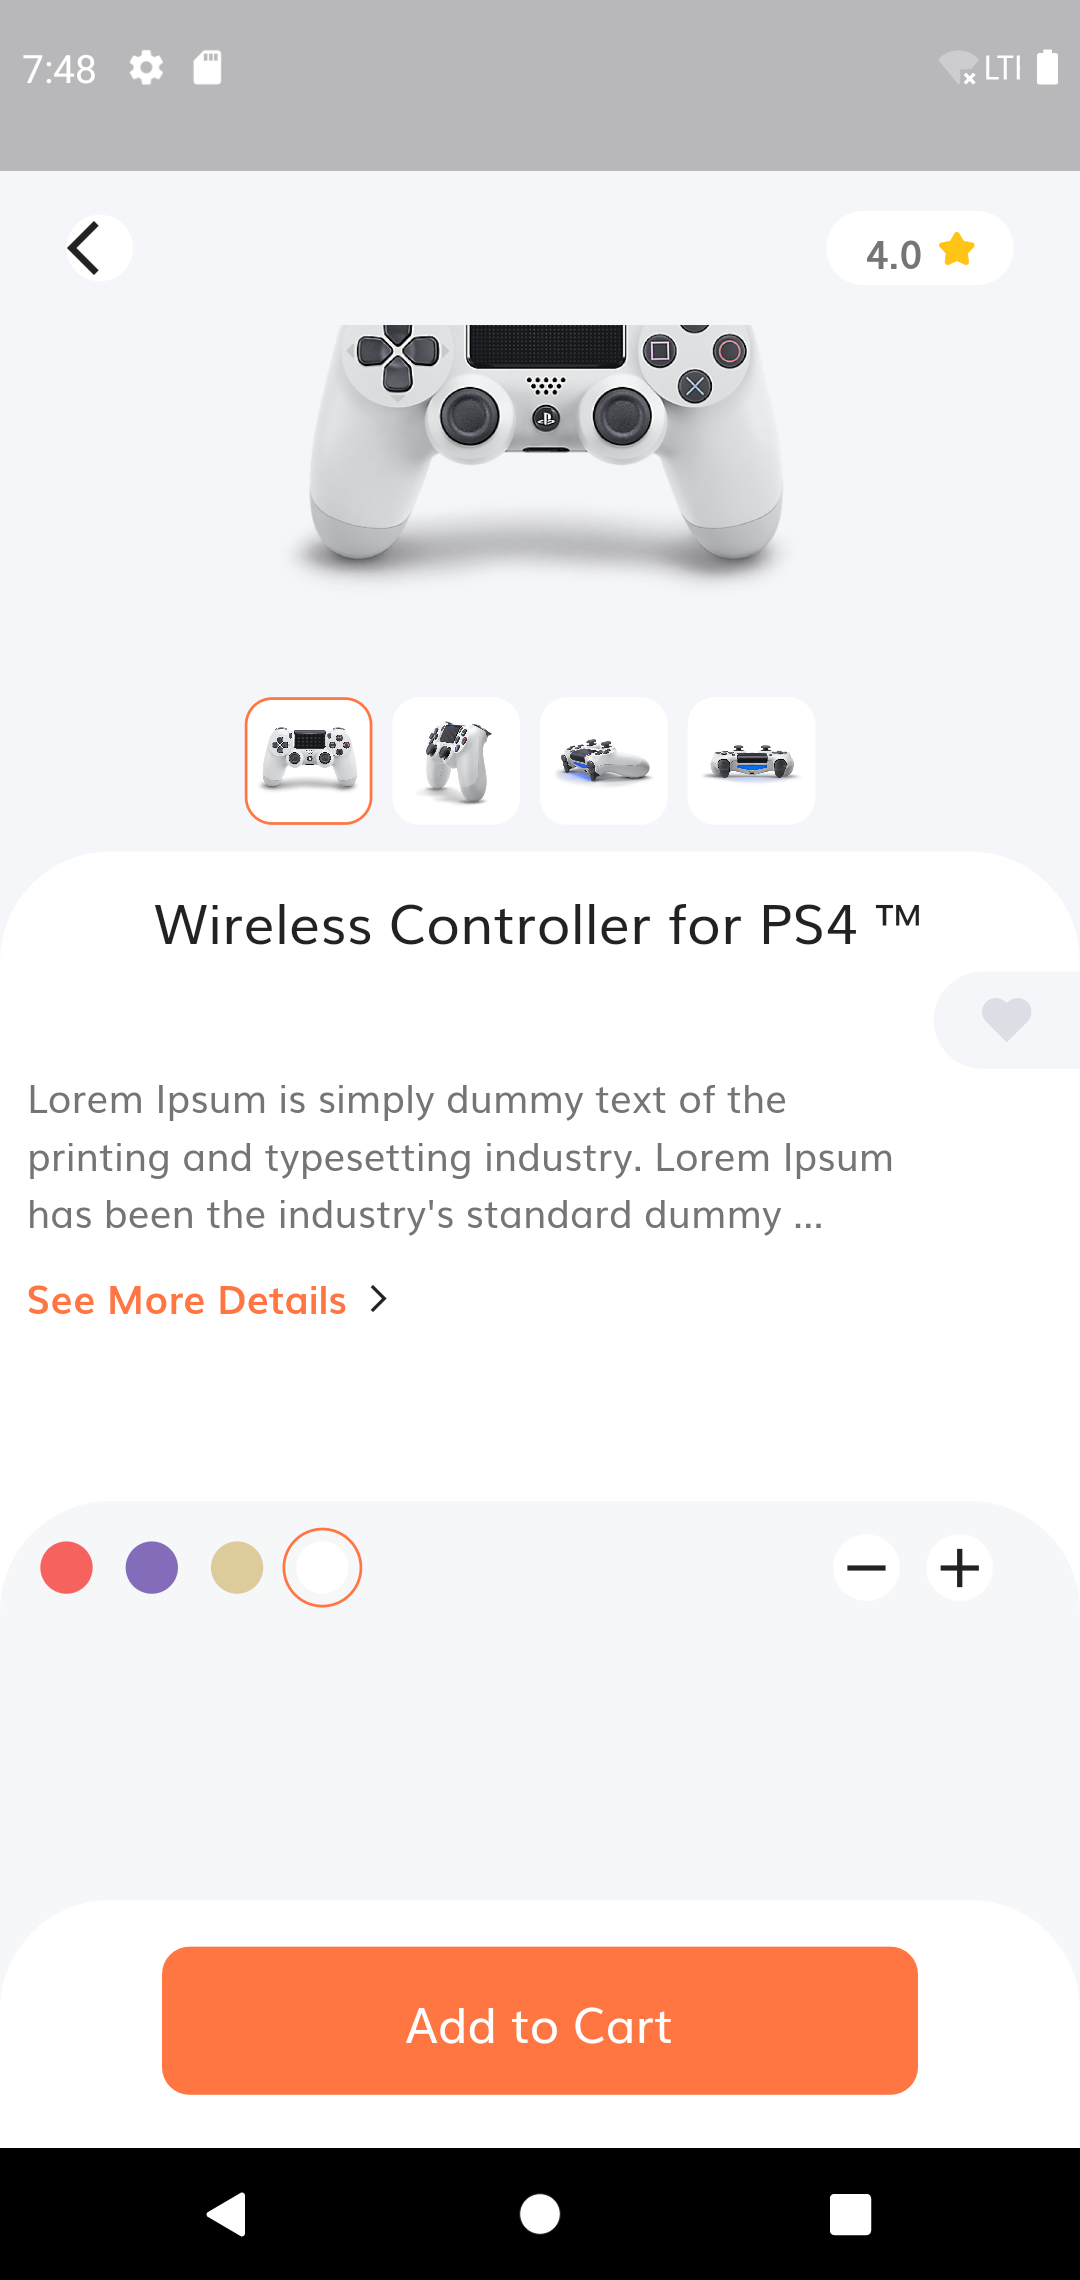 7:48
LTE
4.0
Wireless Controller for PS4 ™
Lorem Ipsum is simply dummy text of the
printing and typesetting industry. Lorem Ipsum
has been the industry's standard dummy ...
See More Details
Add to Cart